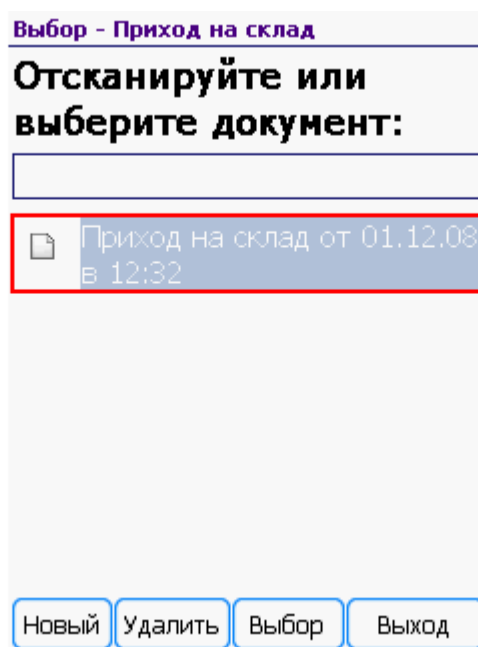 Выбор - Приход на склад
Отсканируйте или
выберите документ:
Приход на склад от 01.12.08
в 12:32
Новый Удалить Выбор Выход